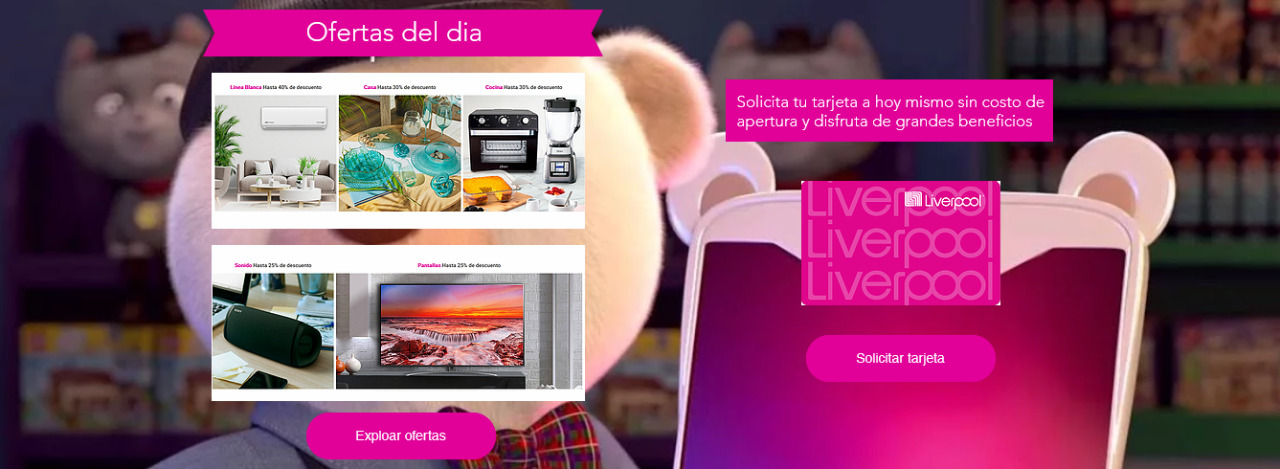 Ofertas del dia
Linea Blanca Hasta 40% de descuento
Casa Hasta 30% de descuento
Cocina Hasta 30% de descuento
Sonido Hasta 25% de descuento
Pantallas Hasta 25% de descuento
Exploar ofertas
Solicita tu tarjeta a hoy mismo sin costo de
apertura y disfruta de grandes beneficios
Liverpool
Liverpool
Liverpool
Liverpool
Solicitar tarjeta